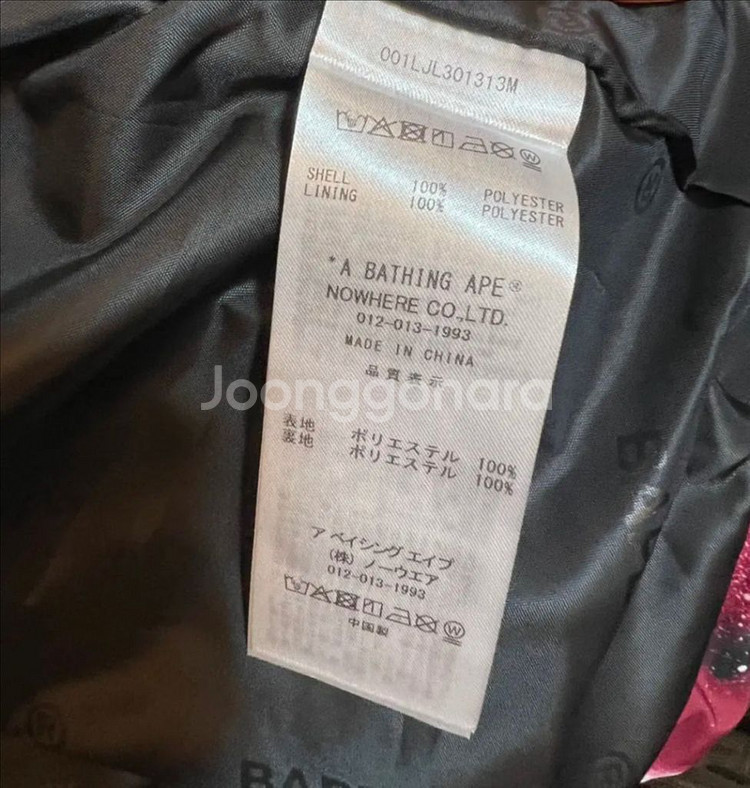 001LJL301313M
SHELL 100% POLYESTER
LINING 100% POLYESTER
*A BATHING APE®
NOWHERE CO.,LTD.
012-013-1993
MADE IN CHINA
品質表示
Joonggonara
表地 ポリエステル 100%
裏地 ポリエステル 100%
ア ベイシングエイプ
(株) ノーウエア
012-013-1993
中国製